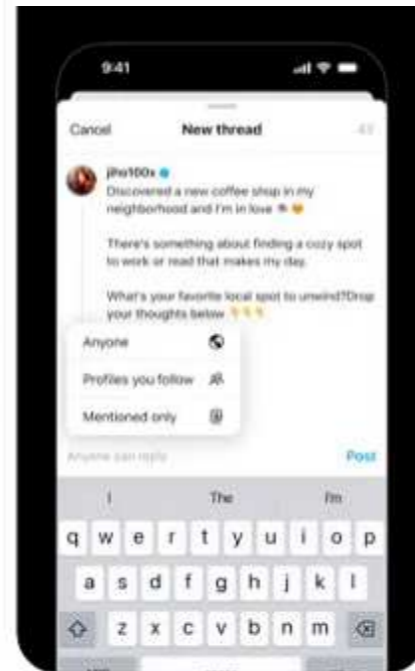 9:41
Cancel New thread 43
jiho100x
Discovered a new coffee shop in my
neighborhood and I'm in love
There's something about finding a cozy spot
to work or read that makes my day.
What's your favorite local spot to unwind?Drop
your thoughts below 👇👇👇
Anyone
Profiles you follow
Mentioned only
Anyone can reply Post
I The I'm
q w e r t y u i o p
a s d f g h j k l
z x c v b n m